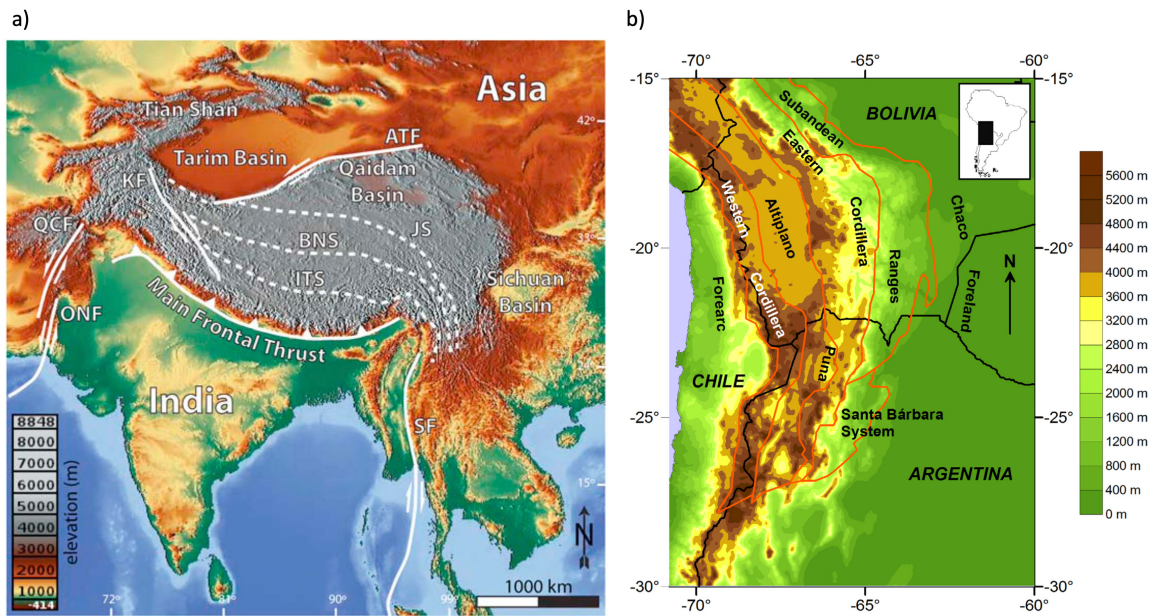 a)
Asia
Tian Shan
42°
ATF
Tarim Basin
Qaidam
Basin
KF
JS
QCF
BNS
ITS
Sichuan
Basin
Main Frontal Thrust
ONF
India
SF
8848
8000
7000
6000
5000
4000
3000
2000
1000
-414
elevation (m)
15°
N
1000 km
72°
81°
90°
99°
b)
-70°
-65°
-60°
-15°
-15°
Subandean
BOLIVIA
Eastern
Western
Altiplano
Cordillera
Chaco
-20°
-20°
Ranges
N
Forearc
Cordillera
Foreland
Puna
CHILE
-25°
-25°
Santa Bárbara
System
ARGENTINA
-30°
-30°
-70°
-65°
-60°
5600 m
5200 m
4800 m
4400 m
4000 m
3600 m
3200 m
2800 m
2400 m
2000 m
1600 m
1200 m
800 m
400 m
0 m